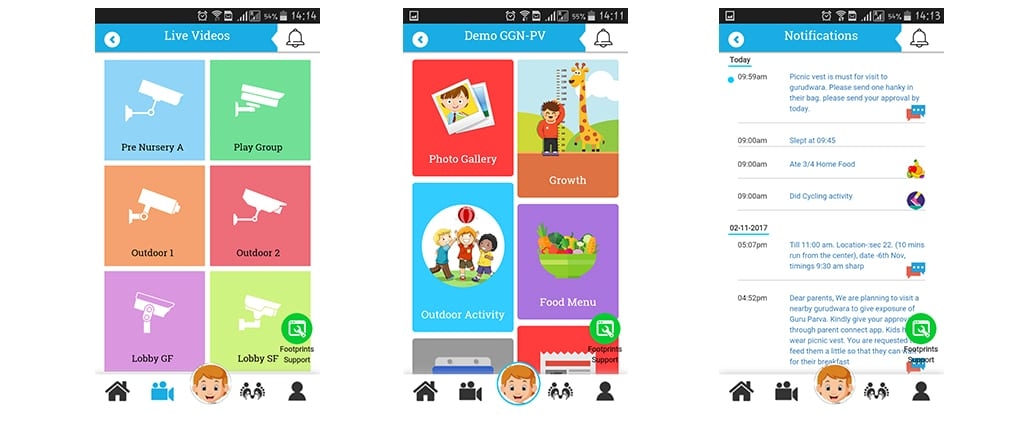 54% 14:14
Live Videos
Pre Nursery A
Play Group
Outdoor 1
Outdoor 2
Lobby GF
Lobby SF
Footprints
Support
55% 14:11
Demo GGN-PV
Photo Gallery
Growth
Outdoor Activity
Food Menu
Footprints
Support
54% 14:13
Notifications
Today
09:59am
Picnic vest is must for visit to
gurudwara. Please send one hanky in
their bag. please send your approval by
today.
09:00am
Slept at 09:45
09:00am
Ate 3/4 Home Food
09:00am
Did Cycling activity
02-11-2017
05:07pm
Till 11:00 am. Location-:sec 22. (10 mins
run from the center), date -6th Nov,
timings 9:30 am sharp
04:52pm
Dear parents, We are planning to visit a
nearby gurudwara to give exposure of
Guru Parva. Kindly give your
through parent connect app. Kids
wear picnic vest. You are requested
feed them a little so that they can
for their breakfast
Footprints
Support